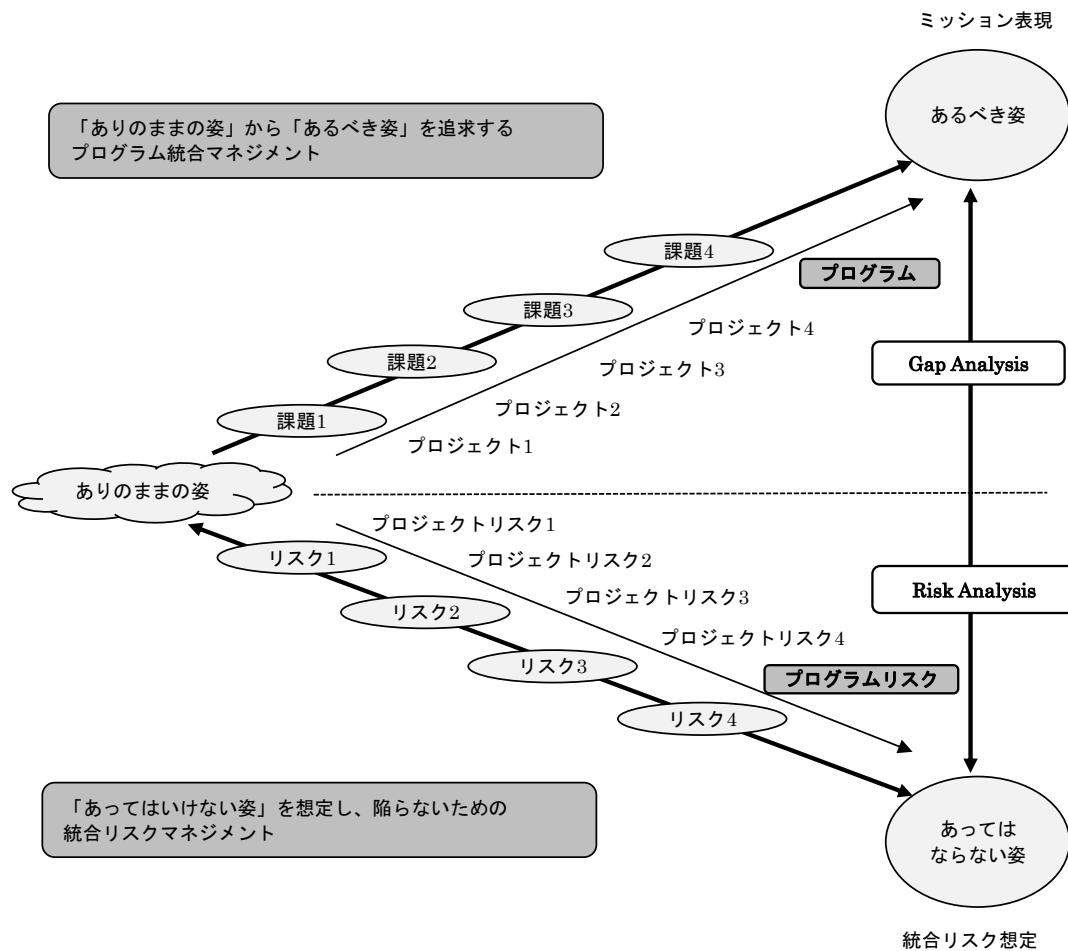 ミッション表現
あるべき姿
「ありのままの姿」から「あるべき姿」を追求する
プログラム統合マネジメント
課題4
プログラム
課題3
プロジェクト4
課題2
プロジェクト3
Gap Analysis
課題1
プロジェクト2
プロジェクト1
ありのままの姿
プロジェクトリスク1
リスク1
プロジェクトリスク2
プロジェクトリスク3
Risk Analysis
リスク2
プロジェクトリスク4
リスク3
プログラムリスク
リスク4
「あってはいけない姿」を想定し、陥らないための
統合リスクマネジメント
あっては
ならない姿
統合リスク想定